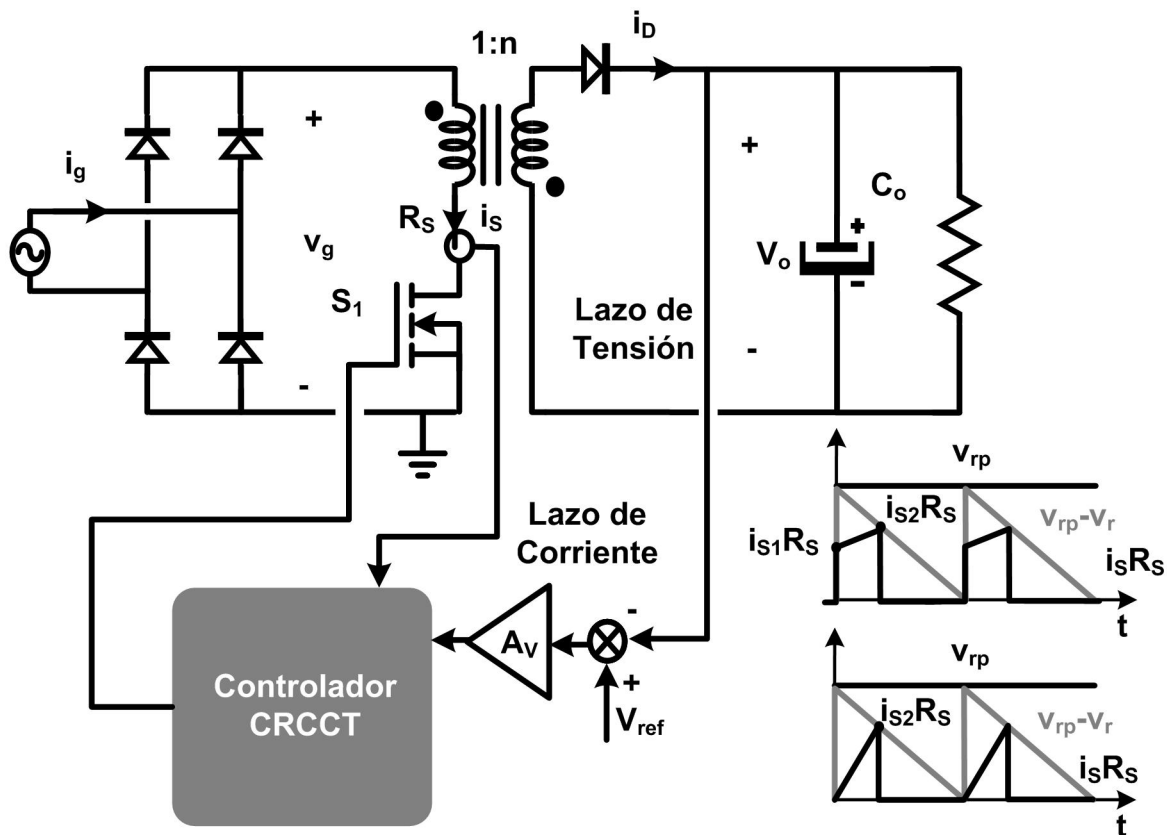 1:n
i_D
+
i_g
v_g
-
R_S
i_S
S_1
+
V_o
-
+
-
C_o
Lazo de
Tensión
Lazo de
Corriente
Controlador
CRCCT
A_V
-
+
V_ref
v_rp
i_S1R_S
i_S2R_S
v_rp-v_r
i_SR_S
t
v_rp
i_S2R_S
v_rp-v_r
i_SR_S
t